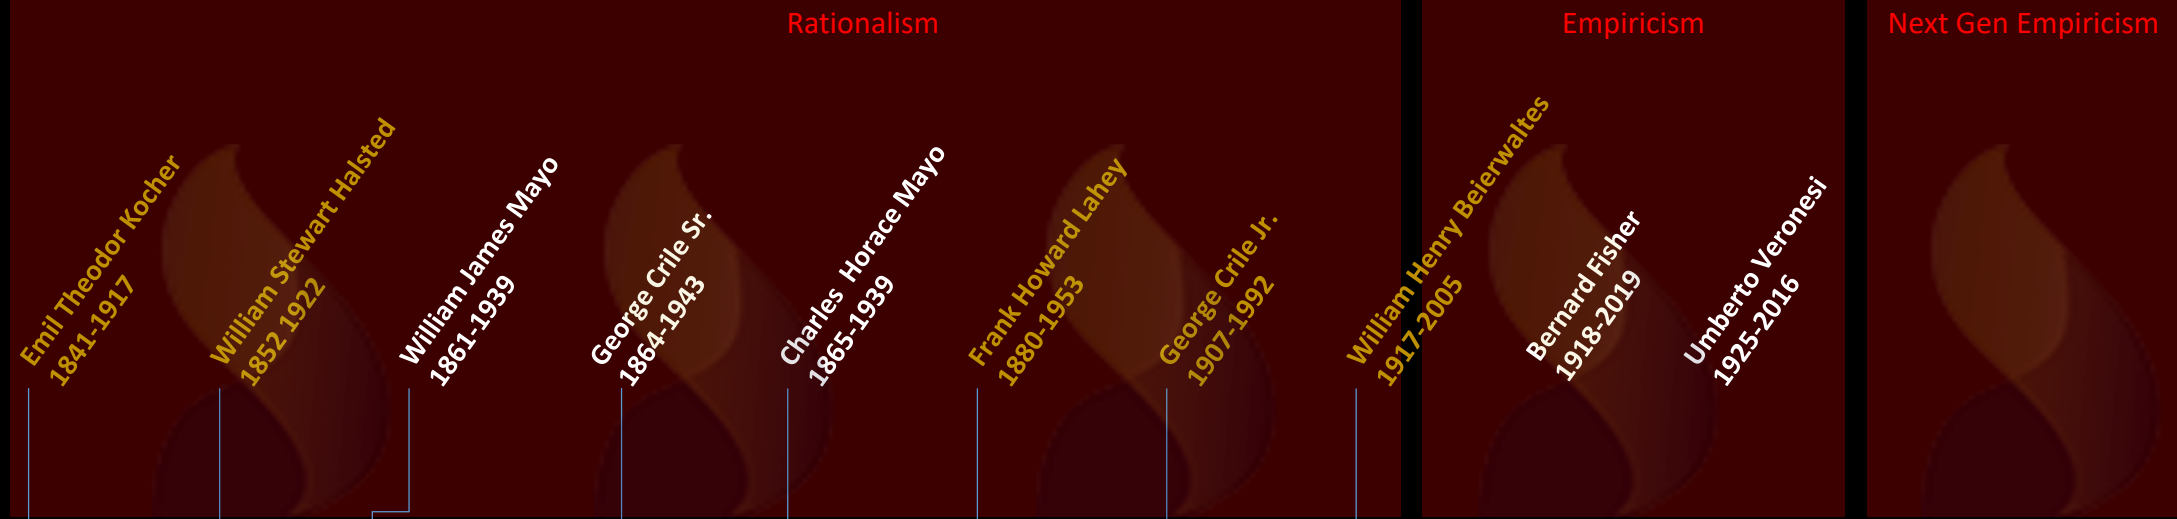 Rationalism
Empiricism
Next Gen Empiricism
Emil Theodor Kocher
1841-1917
William Stewart Halsted
1852 1922
William James Mayo
1861-1939
George Crile Sr.
1864-1943
Charles  Horace Mayo
1865-1939
Frank Howard Lahey
1880-1953
George Crile Jr.
1907-1992
William Henry Beierwaltes
1917-2005
Bernard Fisher
1918-2019
Umberto Veronesi
1925-2016